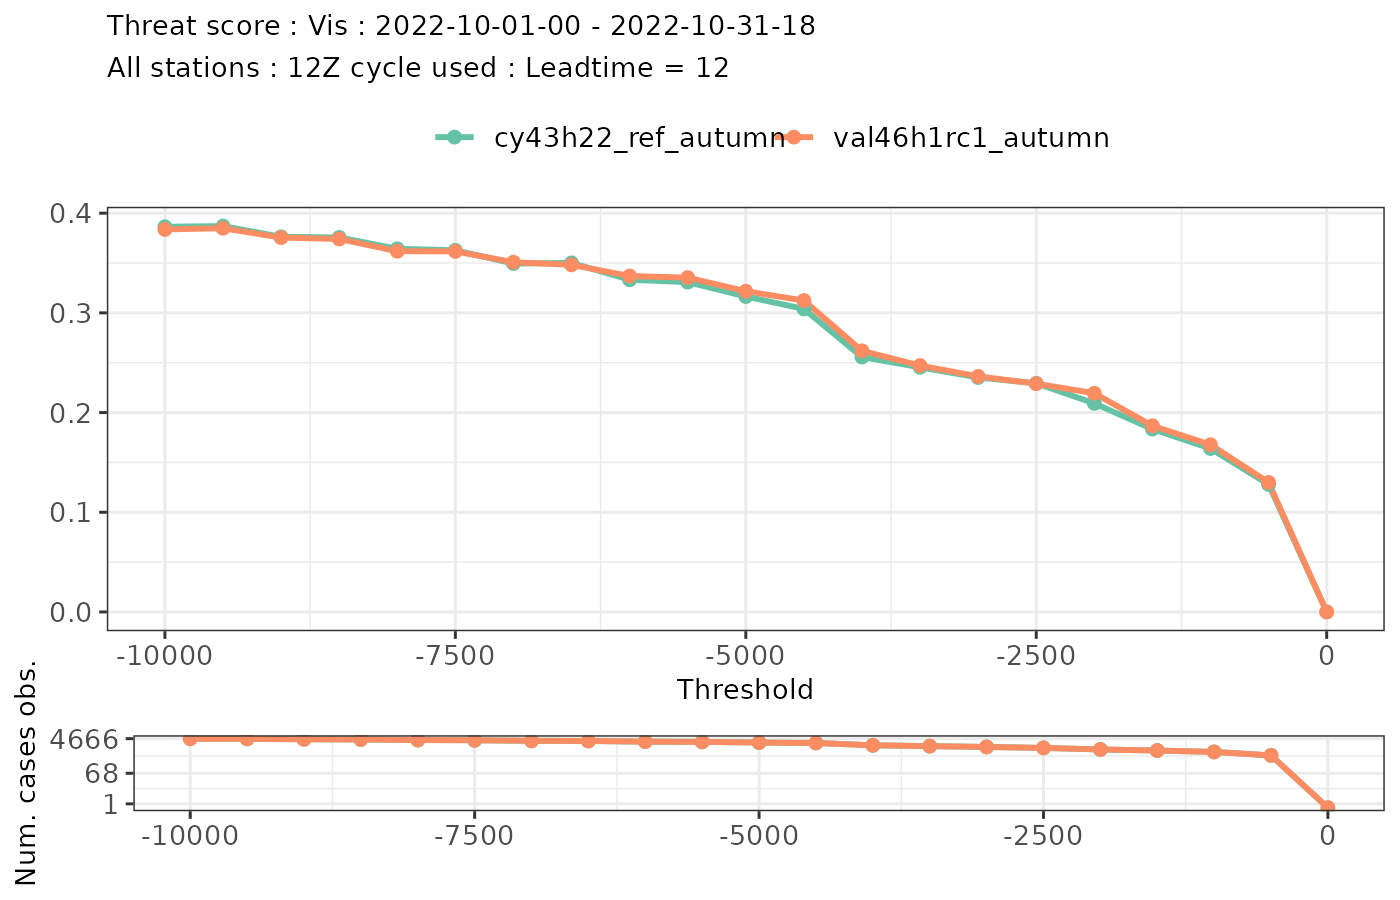 Threat score : Vis : 2022-10-01-00 - 2022-10-31-18
All stations : 12Z cycle used : Leadtime = 12
cy43h22_ref_autumn val46h1rc1_autumn
0.4
0.3
0.2
0.1
0.0
-10000 -7500 -5000 -2500 0
Threshold
Num. cases obs.
4666
68
1
-10000 -7500 -5000 -2500 0